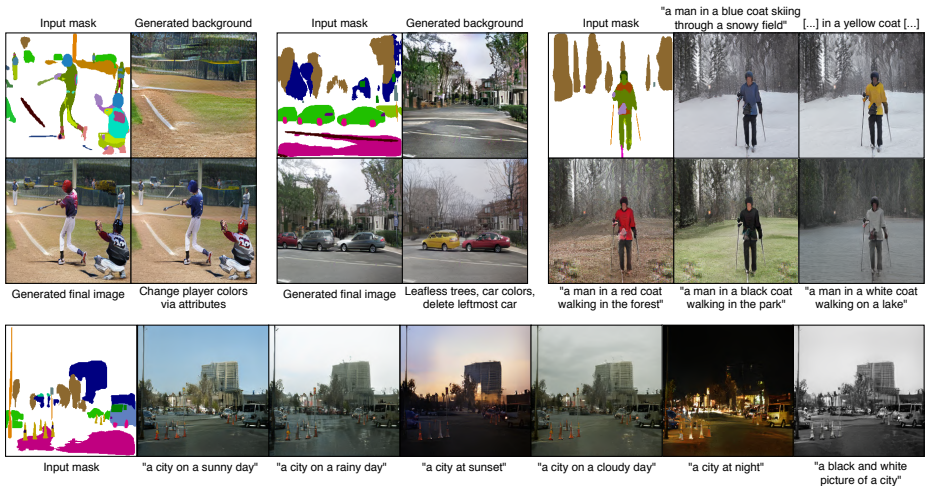 Input mask
Generated background
Generated final image
Change player colors
via attributes
Input mask
Generated background
Generated final image
Leafless trees, car colors,
delete leftmost car
Input mask
"a man in a blue coat skiing
through a snowy field"
[...] in a yellow coat [...]
"a man in a red coat
walking in the forest"
"a man in a black coat
walking in the park"
"a man in a white coat
walking on a lake"
Input mask
"a city on a sunny day"
"a city on a rainy day"
"a city at sunset"
"a city on a cloudy day"
"a city at night"
"a black and white
picture of a city"